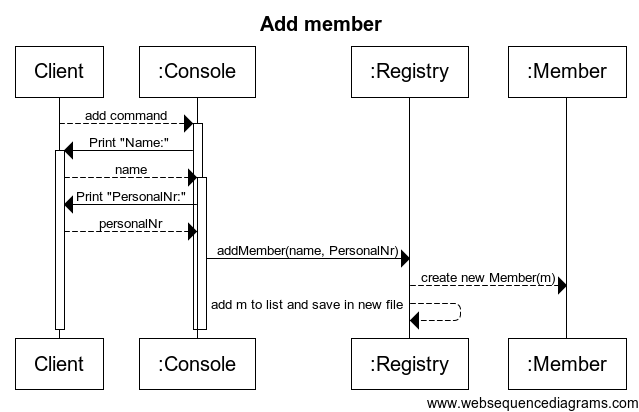 Add member
Client :Console :Registry :Member
add command
Print "Name:"
name
Print "PersonalNr:"
personalNr
addMember(name, PersonalNr)
create new Member(m)
add m to list and save in new file
Client :Console :Registry :Member
www.websequencediagrams.com